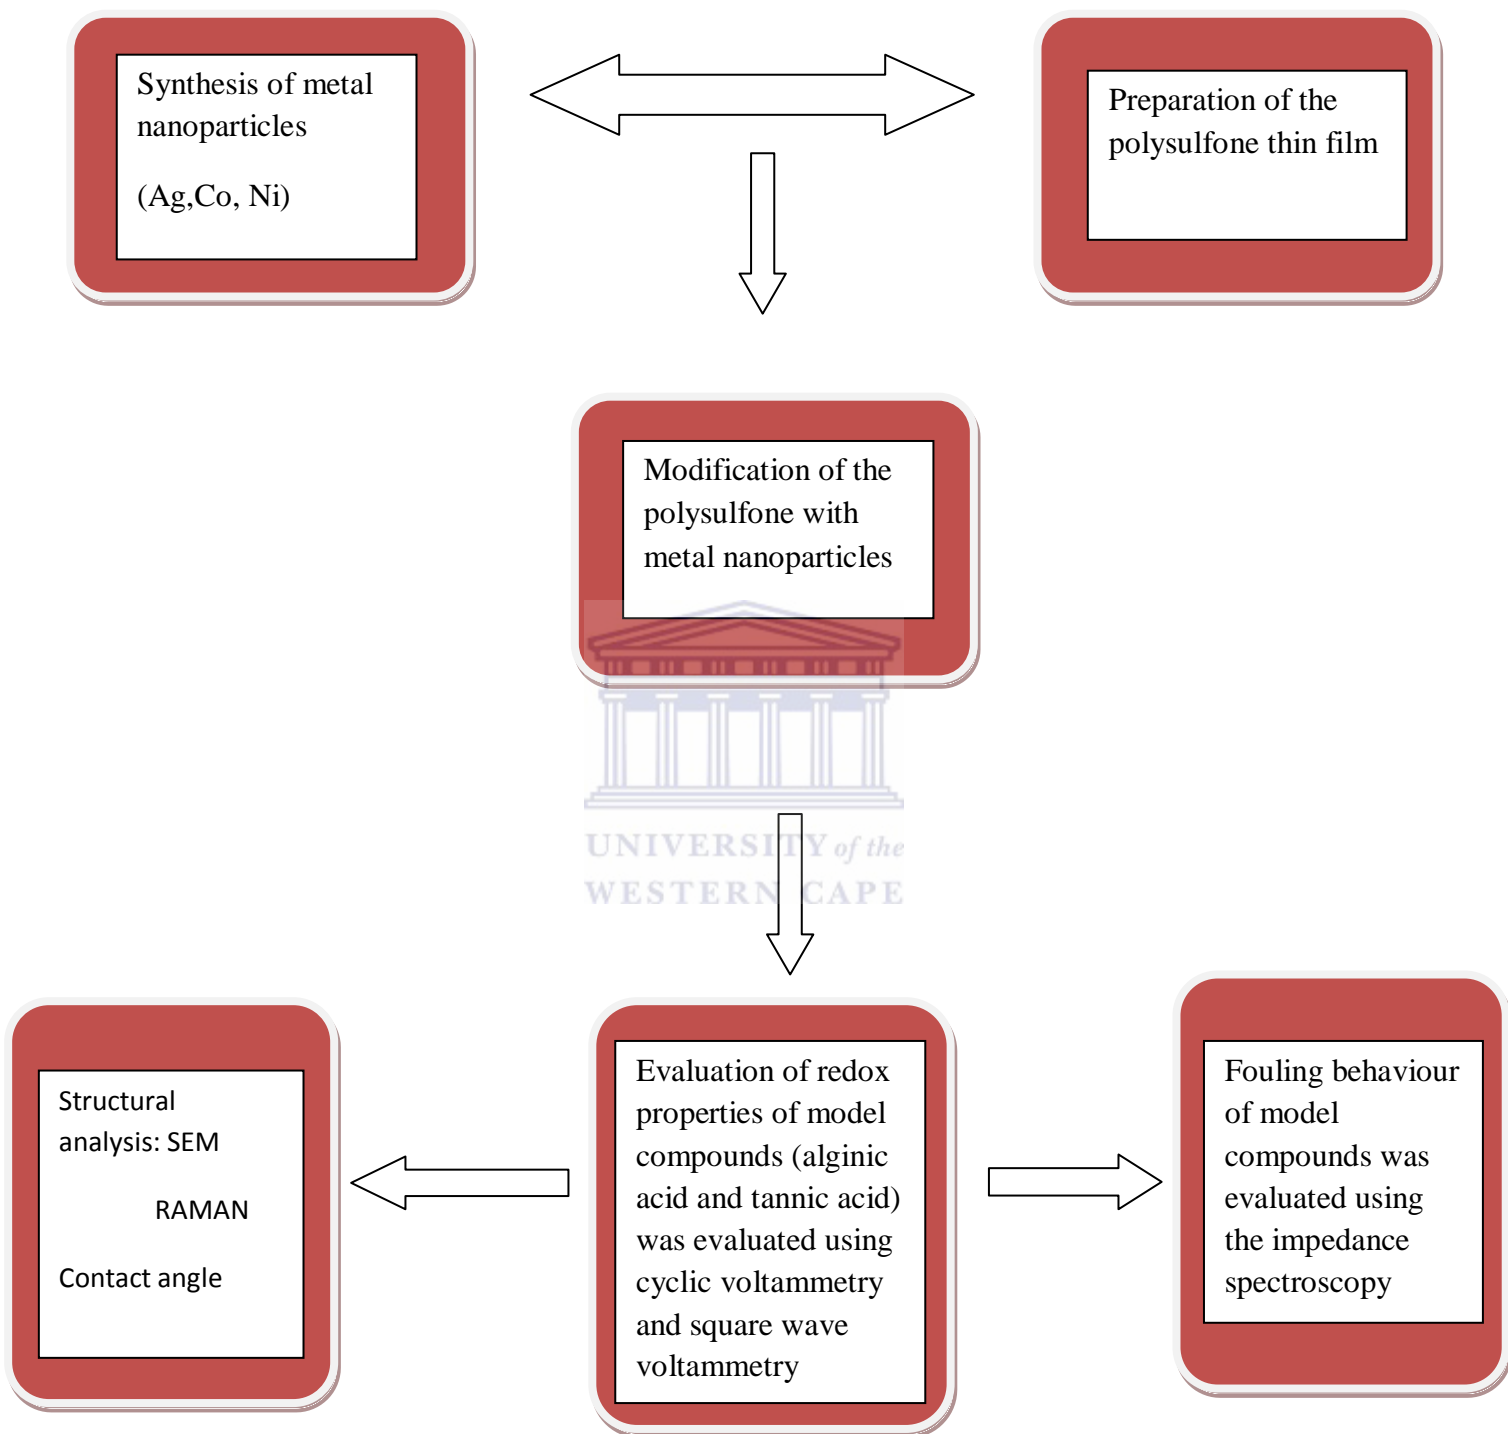 Synthesis of metal
nanoparticles
(Ag,Co, Ni)
Preparation of the
polysulfone thin film
Modification of the
polysulfone with
metal nanoparticles
UNIVERSITY of the
WESTERN CAPE
Structural
analysis: SEM
RAMAN
Contact angle
Evaluation of redox
properties of model
compounds (alginic
acid and tannic acid)
was evaluated using
cyclic voltammetry
and square wave
voltammetry
Fouling behaviour
of model
compounds was
evaluated using
the impedance
spectroscopy